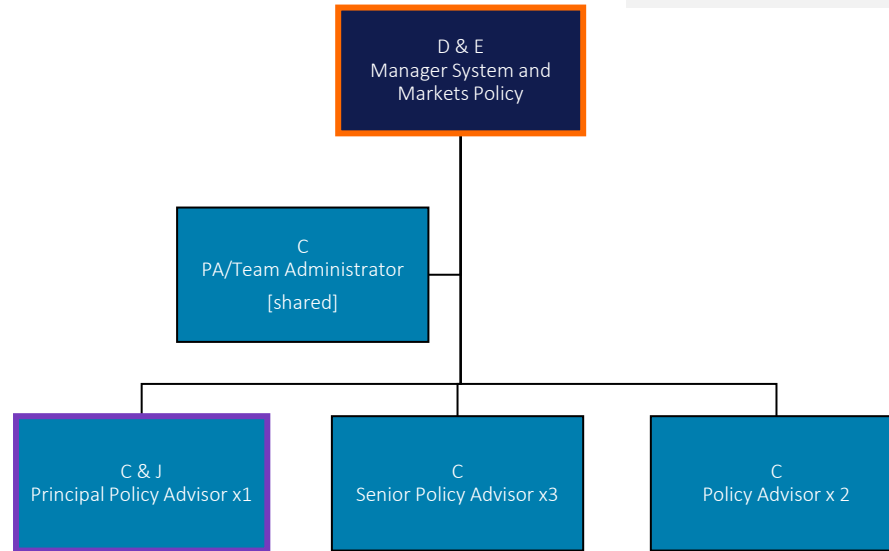 D & E
Manager System and
Markets Policy
C
PA/Team Administrator
[shared]
C & J
Principal Policy Advisor x1
C
Senior Policy Advisor x3
C
Policy Advisor x 2